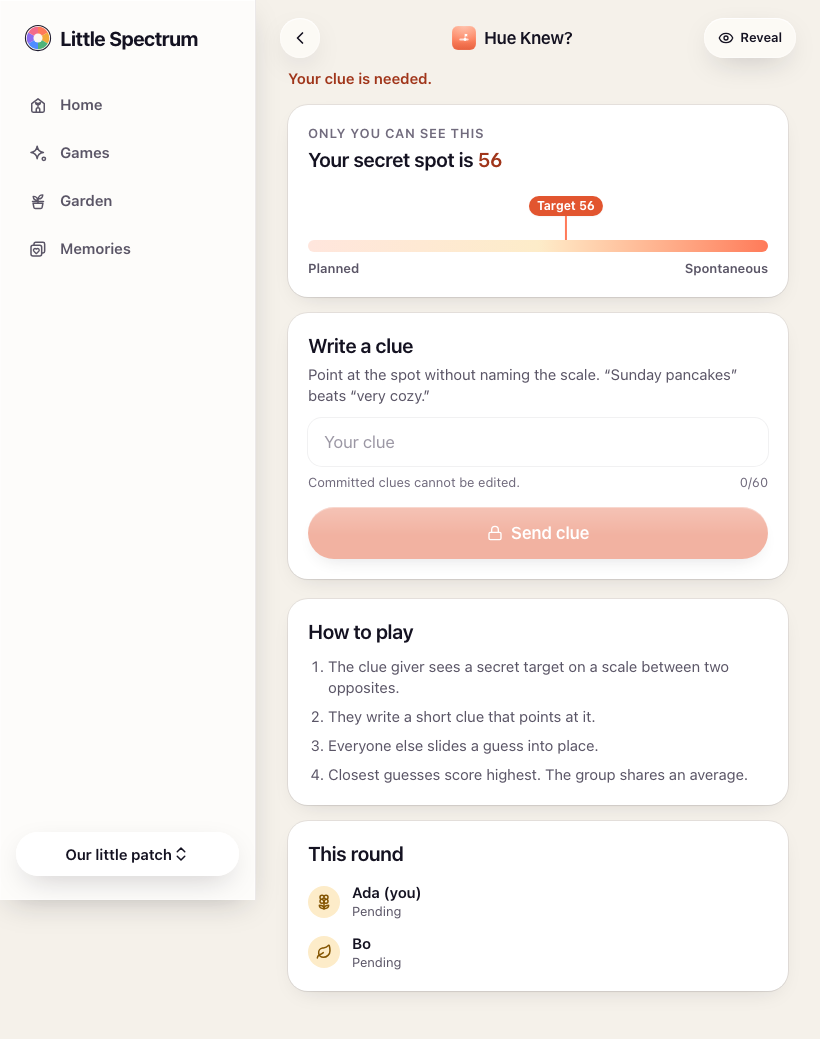 Little Spectrum
Home
Games
Garden
Memories
Our little patch
Hue Knew?
Reveal
Your clue is needed.
ONLY YOU CAN SEE THIS
Your secret spot is 56
Target 56
Planned
Spontaneous
Write a clue
Point at the spot without naming the scale. “Sunday pancakes”
beats “very cozy.”
Your clue
Committed clues cannot be edited.
0/60
Send clue
How to play
1. The clue giver sees a secret target on a scale between two
opposites.
2. They write a short clue that points at it.
3. Everyone else slides a guess into place.
4. Closest guesses score highest. The group shares an average.
This round
Ada (you)
Pending
Bo
Pending